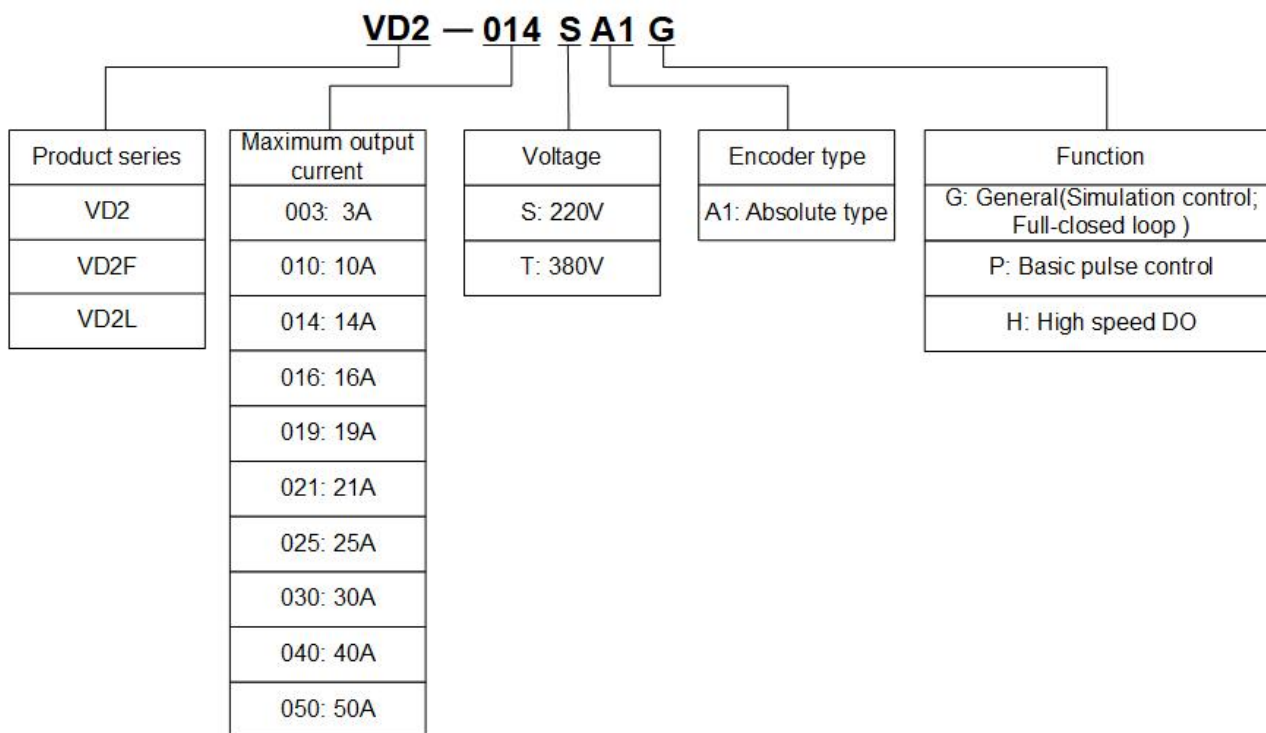 VD2 — 014 S A1 G
Product series
VD2
VD2F
VD2L
Maximum output
current
003: 3A
010: 10A
014: 14A
016: 16A
019: 19A
021: 21A
025: 25A
030: 30A
040: 40A
050: 50A
Voltage
S: 220V
T: 380V
Encoder type
A1: Absolute type
Function
G: General(Simulation control;
Full-closed loop )
P: Basic pulse control
H: High speed DO